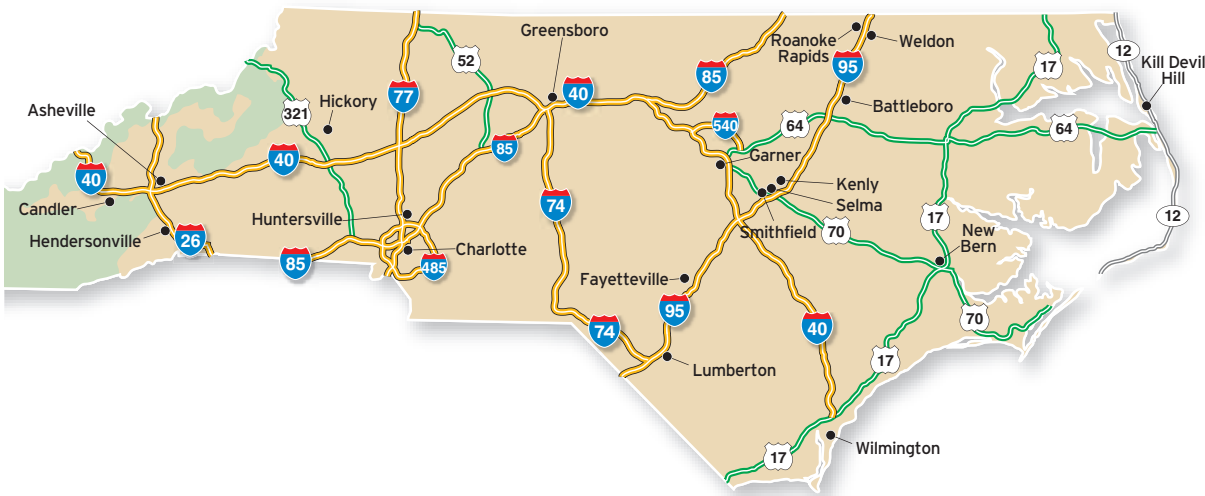 Greensboro
Roanoke
Rapids
Weldon
12
17
Kill Devil
Hill
52
95
85
77
40
321
Hickory
Asheville
Battleboro
540
64
64
85
40
Garner
40
Kenly
Selma
Candler
74
Huntersville
Smithfield
17
12
Hendersonville
26
70
New
Bern
Charlotte
85
485
Fayetteville
95
70
74
40
17
Lumberton
Wilmington
17